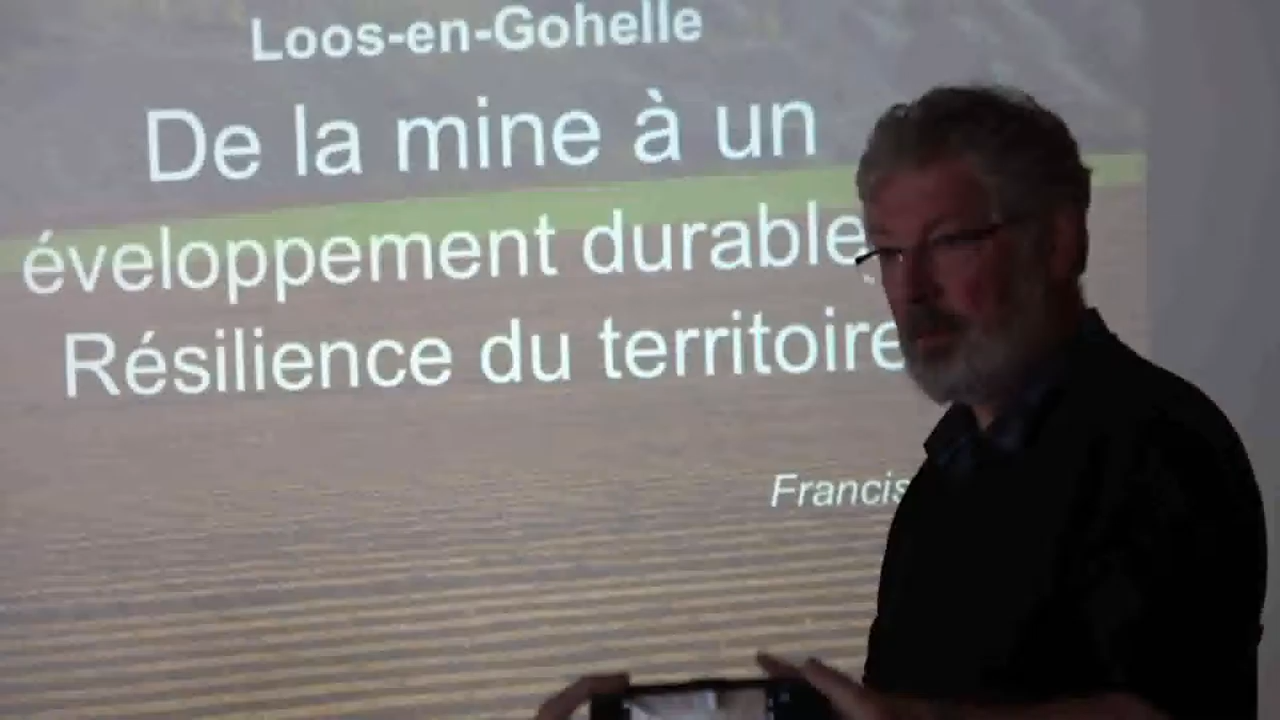 Loos-en-Gohelle
De la mine à un
éveloppement durable,
Résilience du territoire
Francis